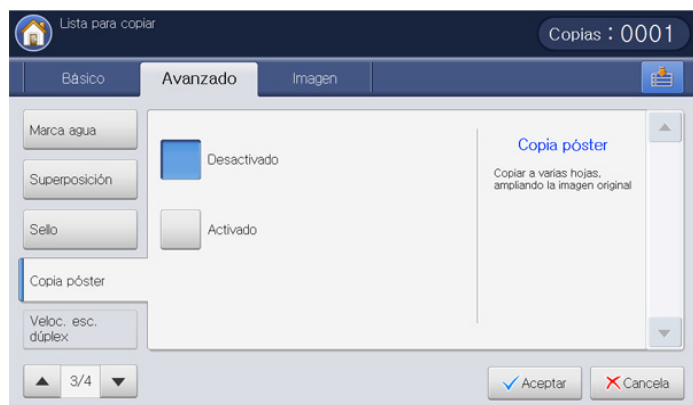 Lista para copiar
Copias : 0001
Básico
Avanzado
Imagen
Marca agua
Superposición
Sello
Copia póster
Veloc. esc.
dúplex
3/4
Desactivado
Activado
Copia póster
Copiar a varias hojas,
ampliando la imagen original
Aceptar
Cancela